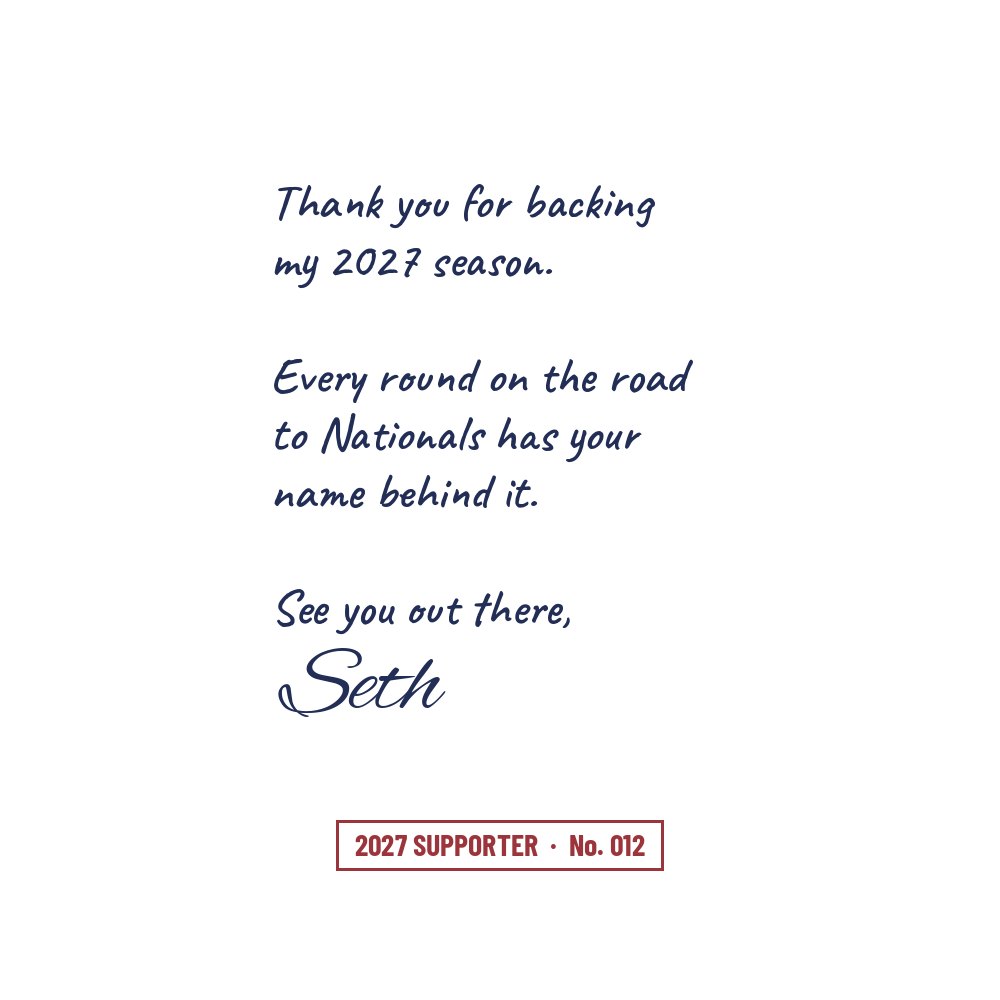 Thank you for backing
my 2027 season.
Every round on the road
to Nationals has your
name behind it.
See you out there,
Seth
2027 SUPPORTER · No. 012